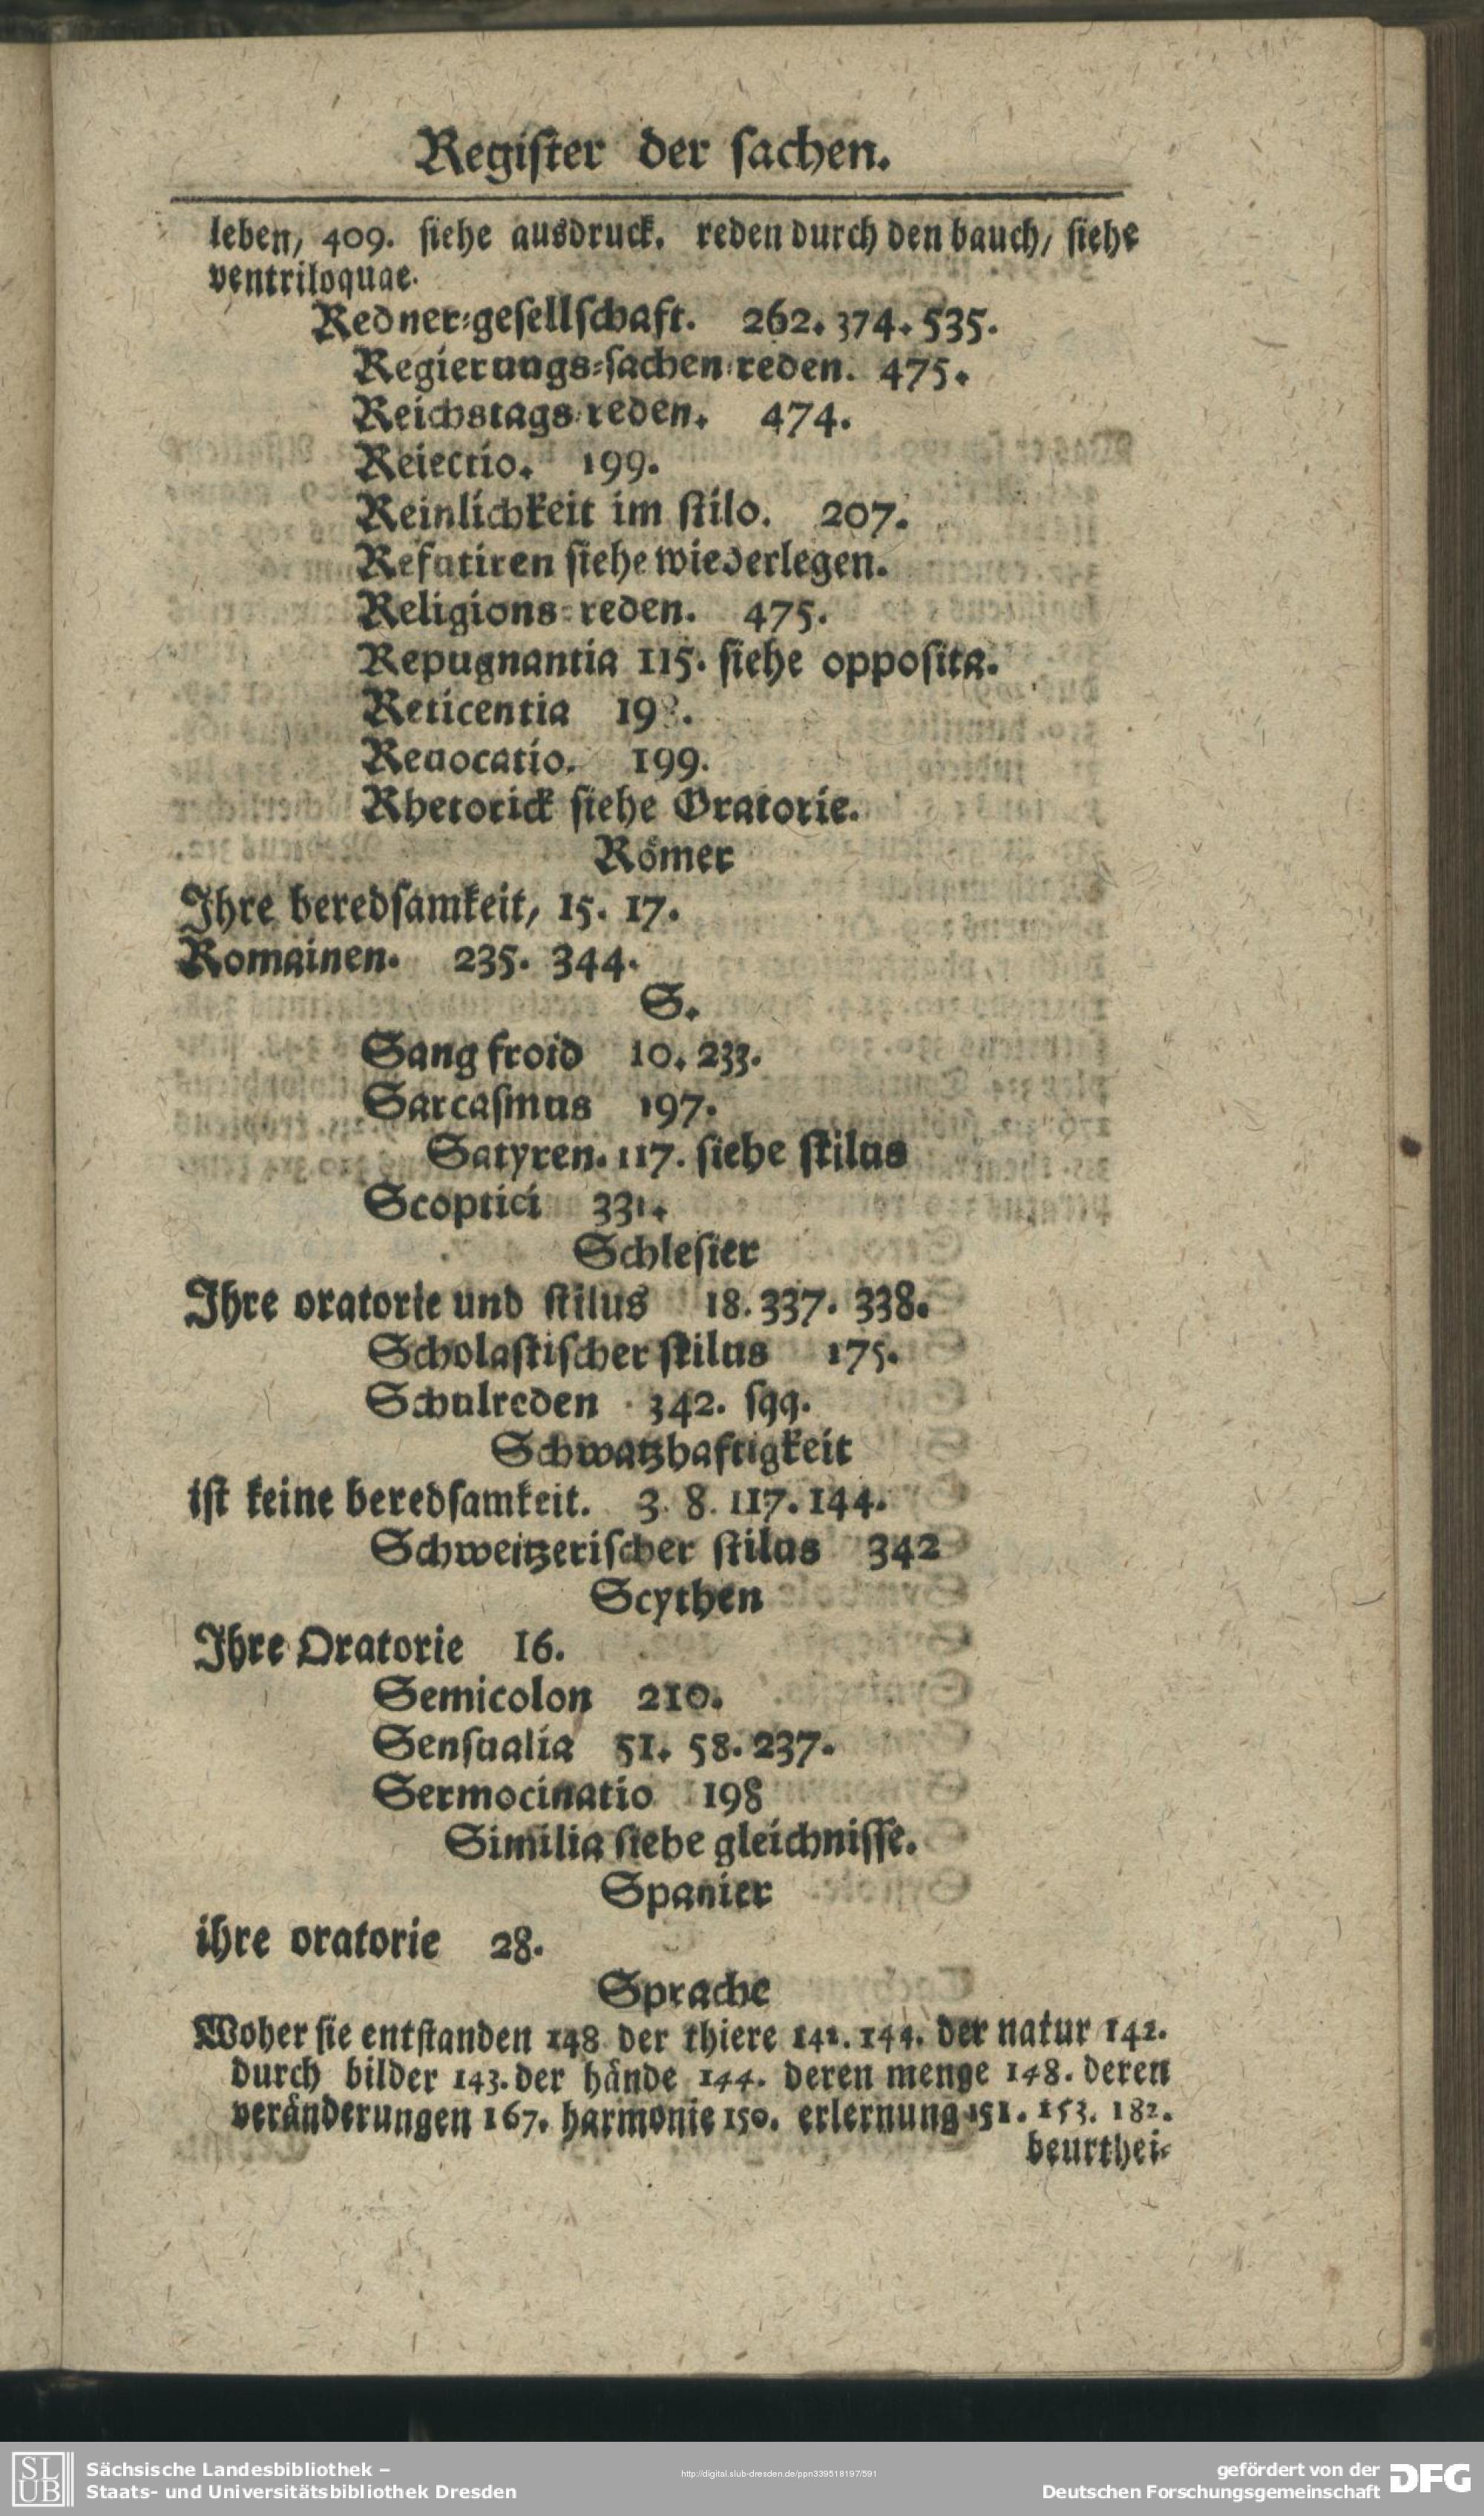 Regiſter der ſachen.
leben, 409. ſiehe ausdruck. reden durch den bauch, ſiehe
ventriloquae.
Redner-geſellſchaft. 262. 374. 535.
Regierungs-ſachen-reden. 475.
Reichstags-reden. 474.
Reiectio. 199.
Reinlichkeit im ſtilo. 207.
Refutiren ſiehe wiederlegen.
Religions-reden. 475.
Repugnantia 115. ſiehe oppoſita.
Reticentia
Reuocatio. 199.
Rhetorick ſiehe Oratorie.
Römer
Ihre beredſamkeit, 15. 17.
Romainen. 235. 344.
S.
Sang froid 10. 233.
Sarcaſmus 197.
Satyren. 117. ſiehe ſtilus
Scoptici 331.
Schleſier
Ihre oratorie und ſtilus 18. 337. 338.
Scholaſtiſcher ſtilus 175.
Schulreden 342. ſqq.
Schwatzhaftigkeit
iſt keine beredſamkeit. 3. 8. 117. 144.
Schweitzeriſcher ſtilus 342
Scythen
Ihre Oratorie 16.
Semicolon 210.
Senſualia 51. 58. 237.
Sermocinatio 198
Similia ſiehe gleichniſſe.
Spanier
ihre oratorie 28.
Sprache
Woher ſie entſtanden 148 der thiere 144. der natur 142.
durch bilder 143. der hände 144. deren menge 148. deren
veränderungen 167. harmonie 150. erlernung 151. 153. 182.
beurthei-
SLUB
Sächsische Landesbibliothek –
Staats- und Universitätsbibliothek Dresden
http://digital.slub-dresden.de/ppn339518197/591
gefördert von der
Deutschen Forschungsgemeinschaft
DFG